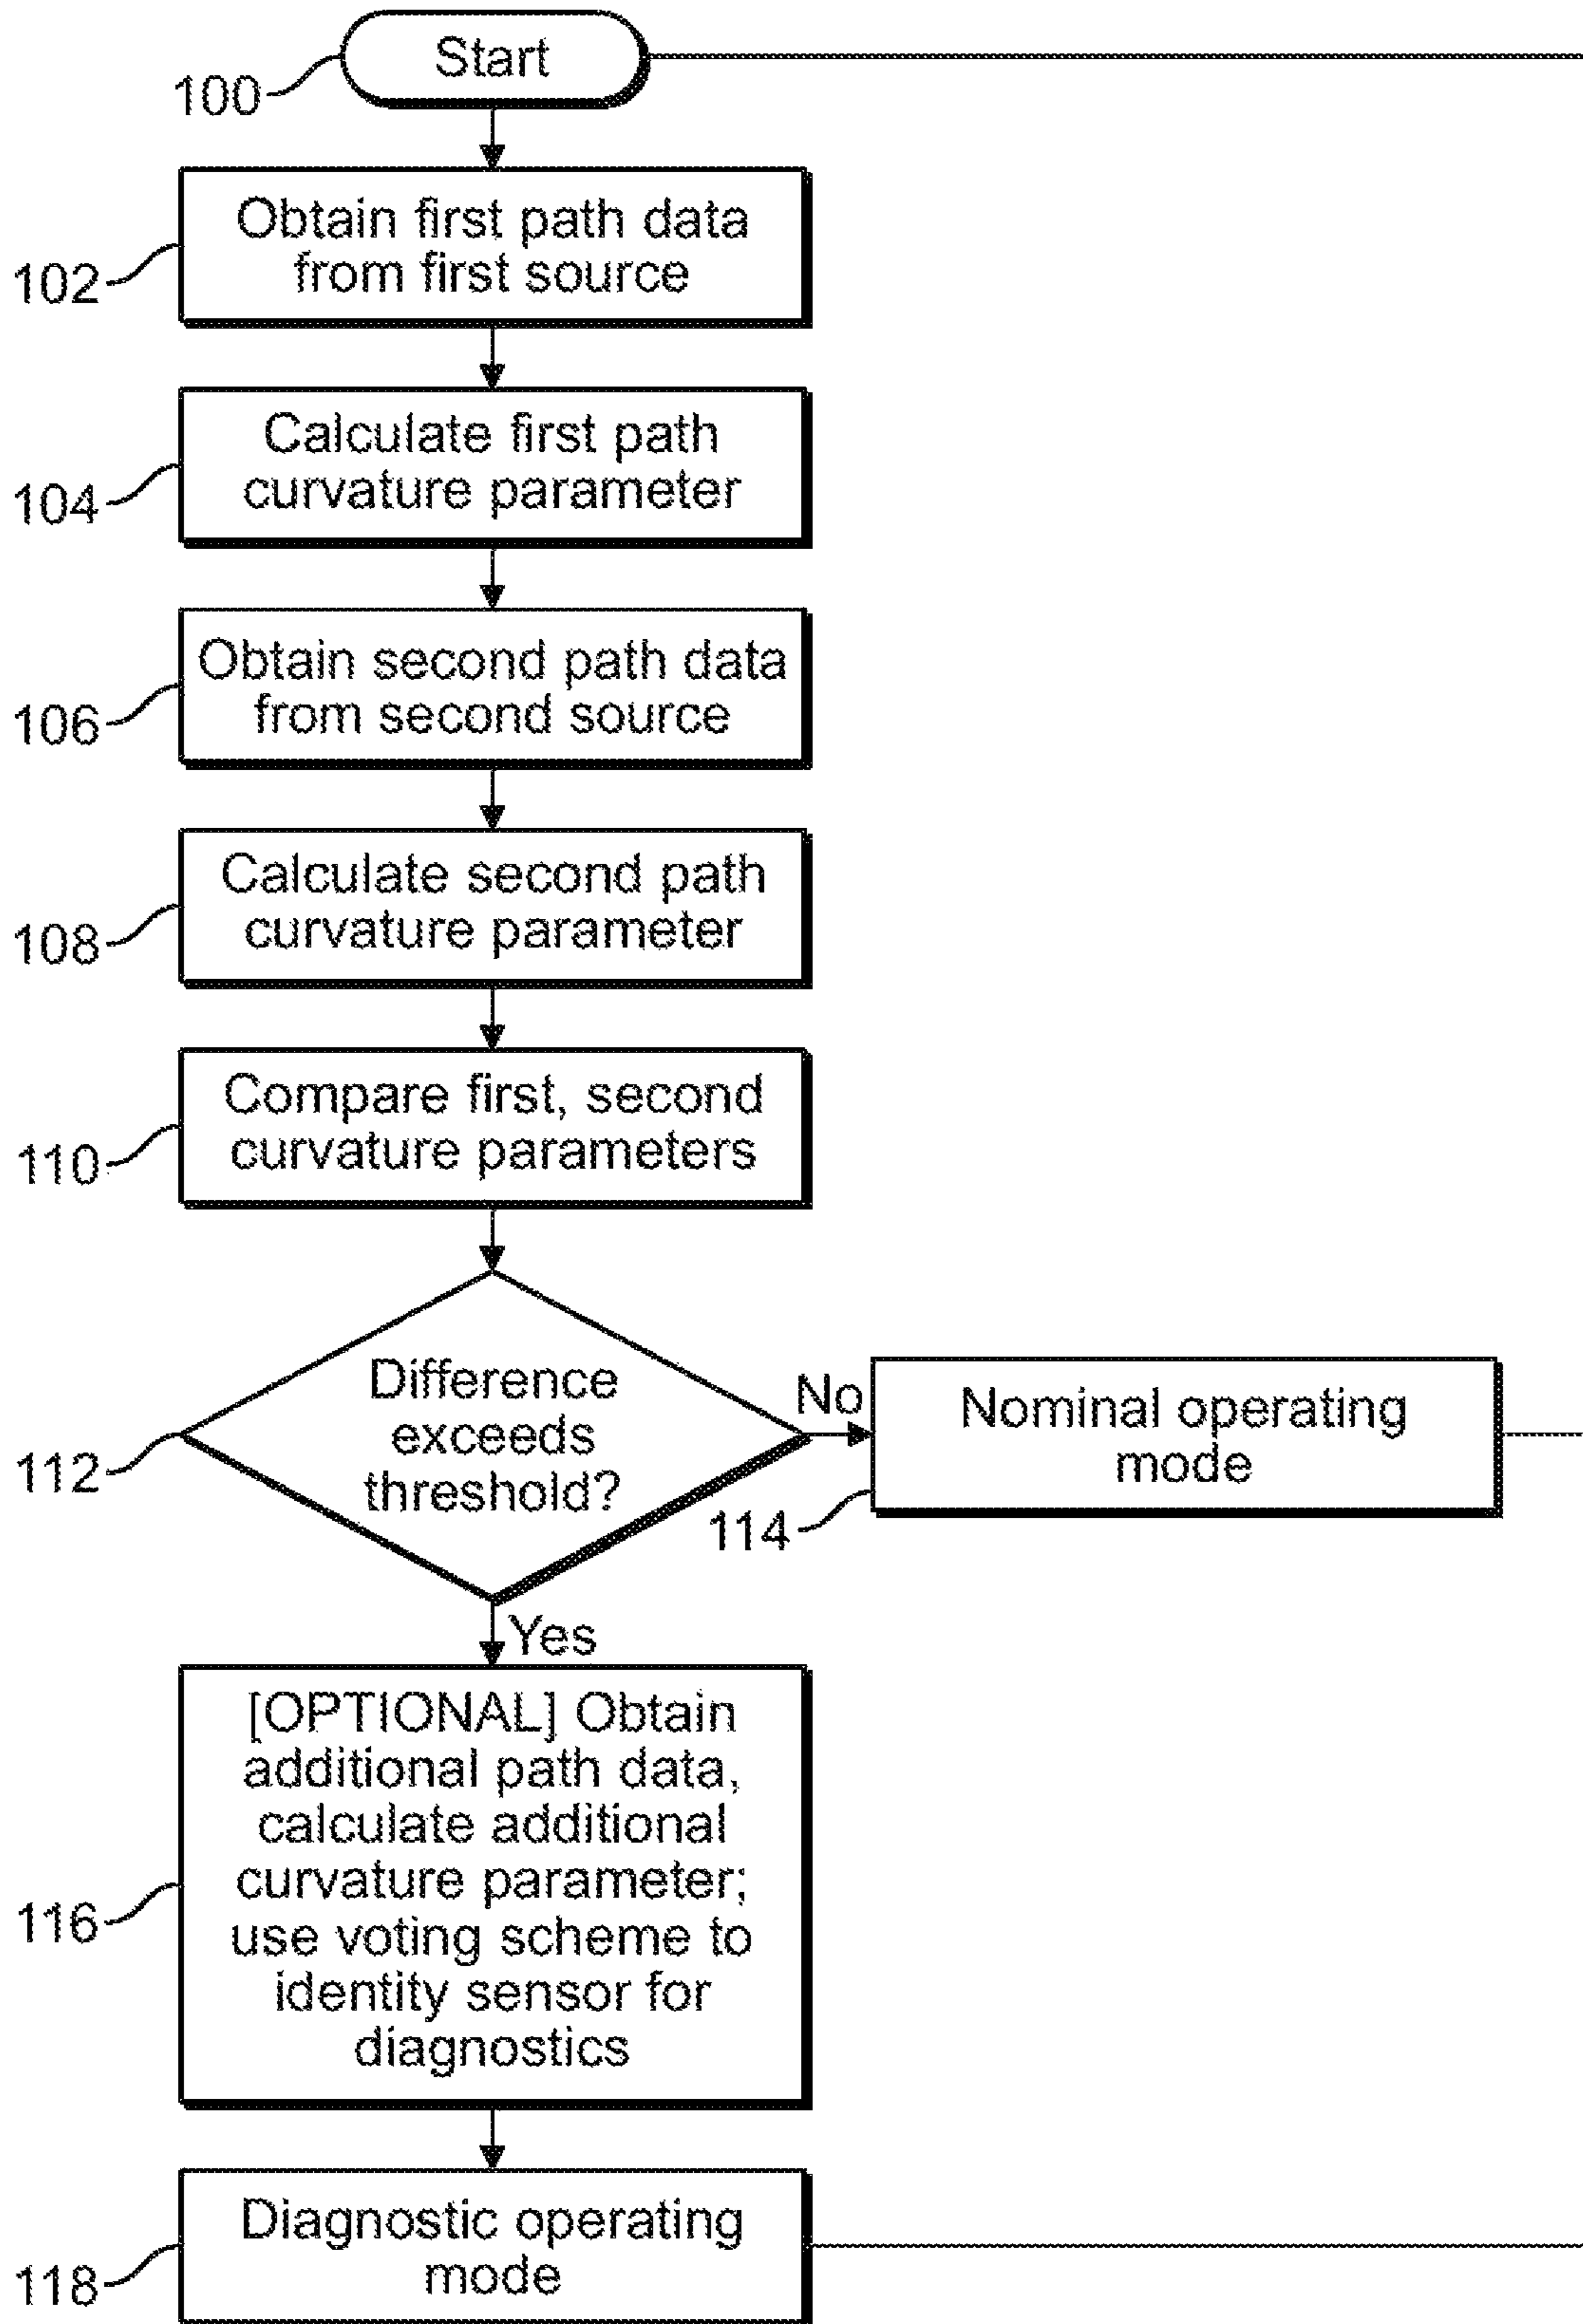 Start
100
Obtain first path data
from first source
102
Calculate first path
curvature parameter
104
Obtain second path data
from second source
106
Calculate second path
curvature parameter
108
Compare first, second
curvature parameters
110
Difference
exceeds
threshold?
112
No
Nominal operating
mode
114
Yes
[OPTIONAL] Obtain
additional path data,
calculate additional
curvature parameter;
use voting scheme to
identity sensor for
diagnostics
116
Diagnostic operating
mode
118